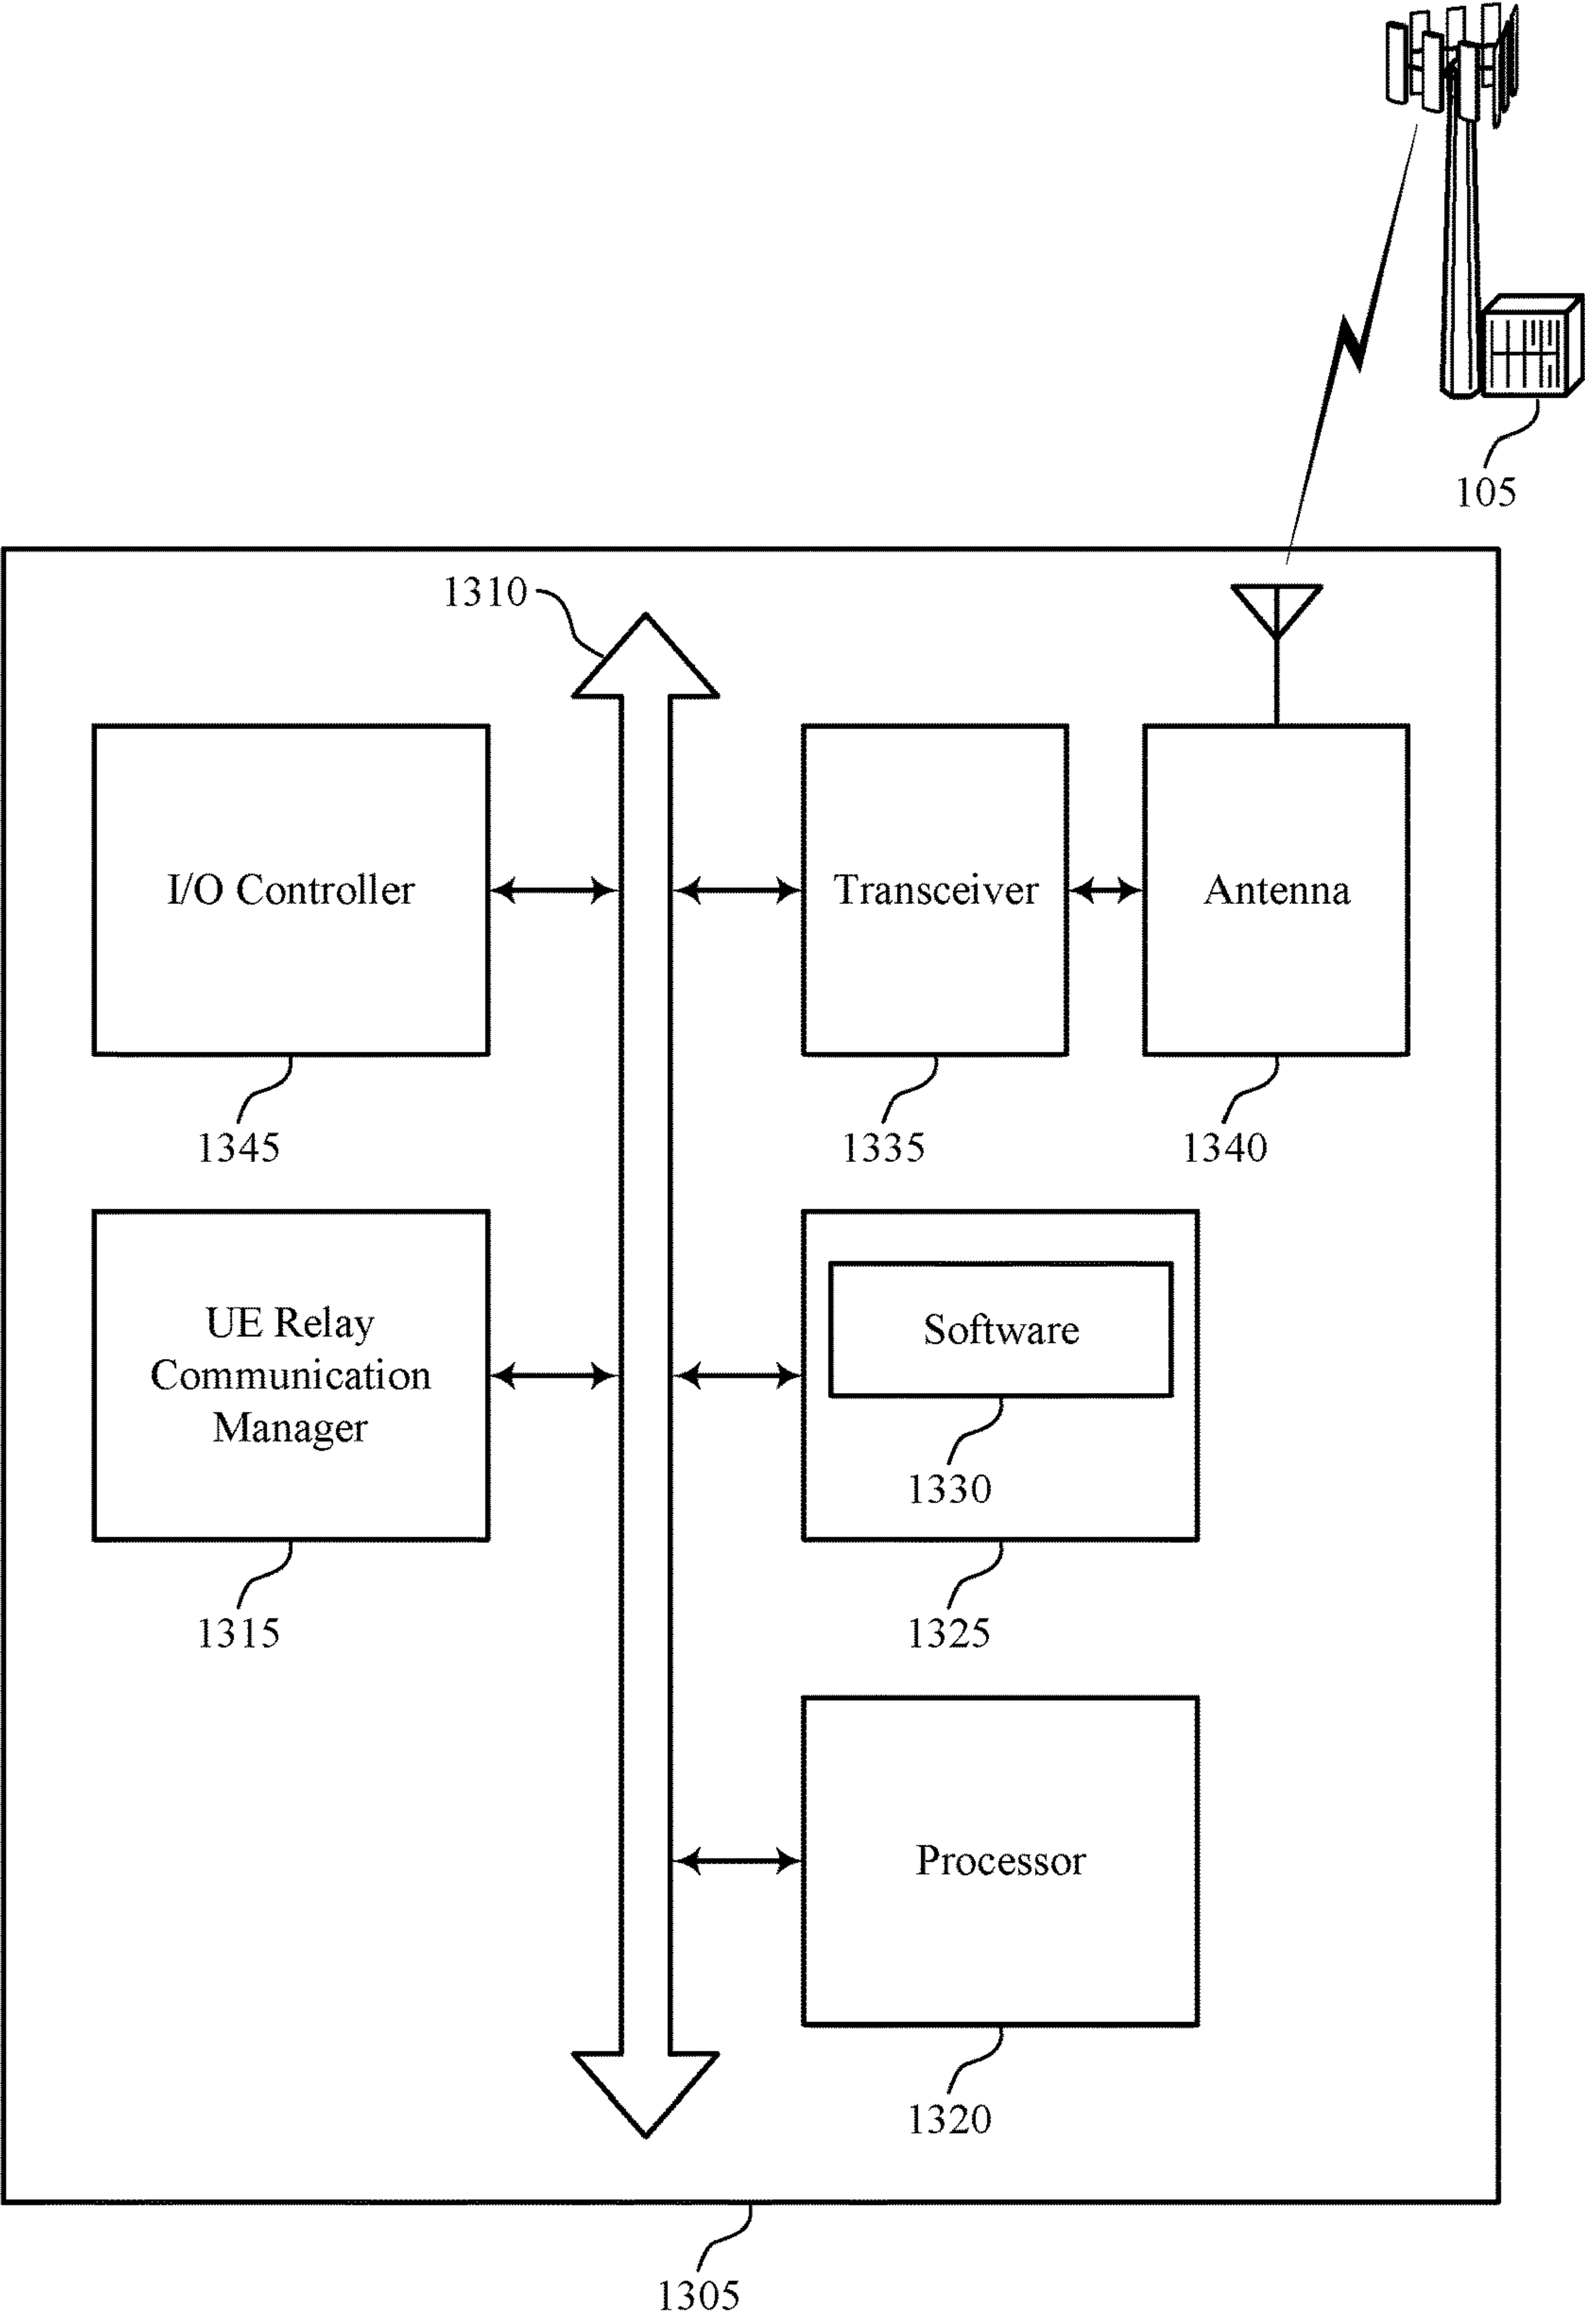 105
1310
I/O Controller
Transceiver
Antenna
1345
1335
1340
UE Relay
Communication
Manager
Software
1330
1315
1325
Processor
1320
1305